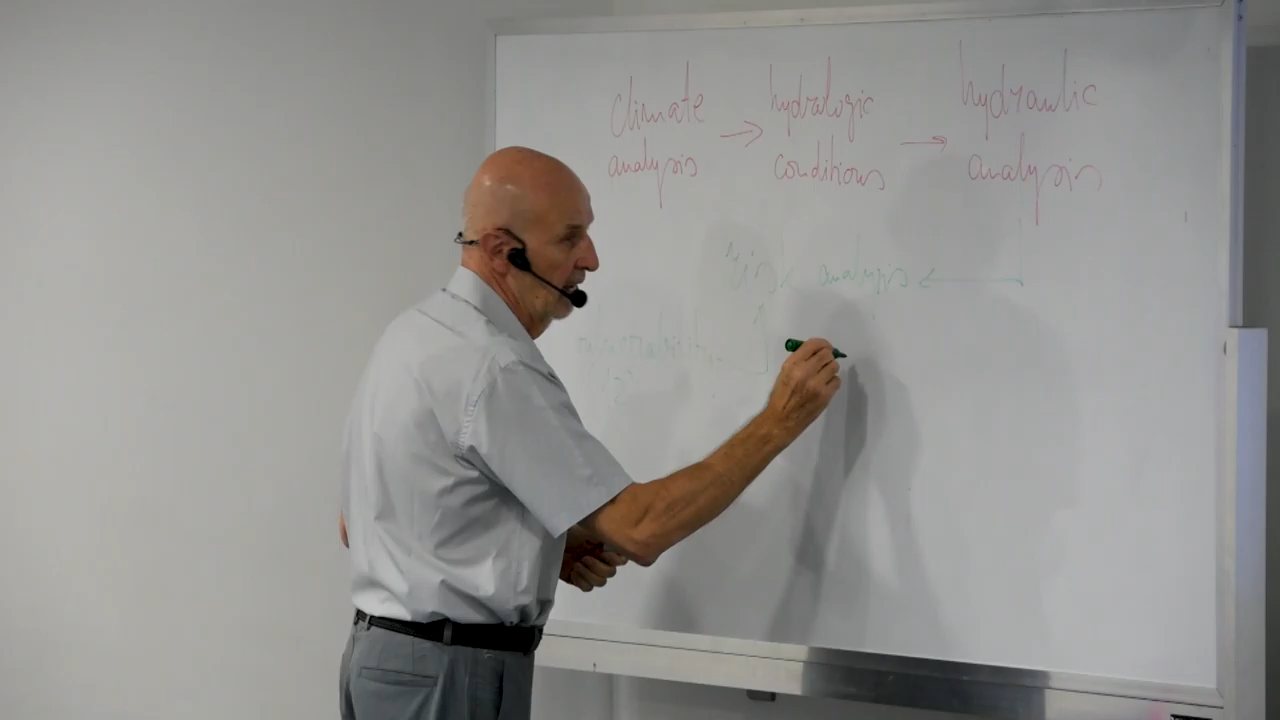 climate hydrologic hydraulic
analysis → conditions → analysis
risk analysis ←